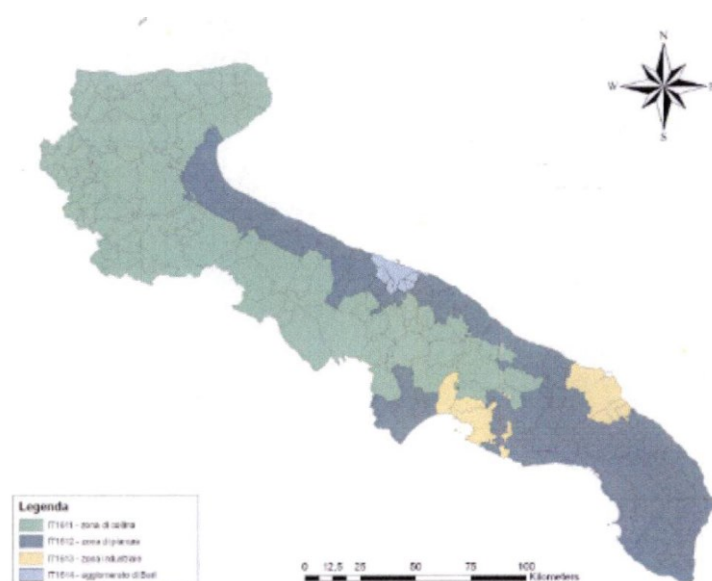 N
W E
S
Legenda
IT1611 - zona di collina
IT1612 - zona di pianura
IT1613 - zona industriale
IT1614 - agglomerato di Bari
0 12,5 25 50 75 100
Kilometers